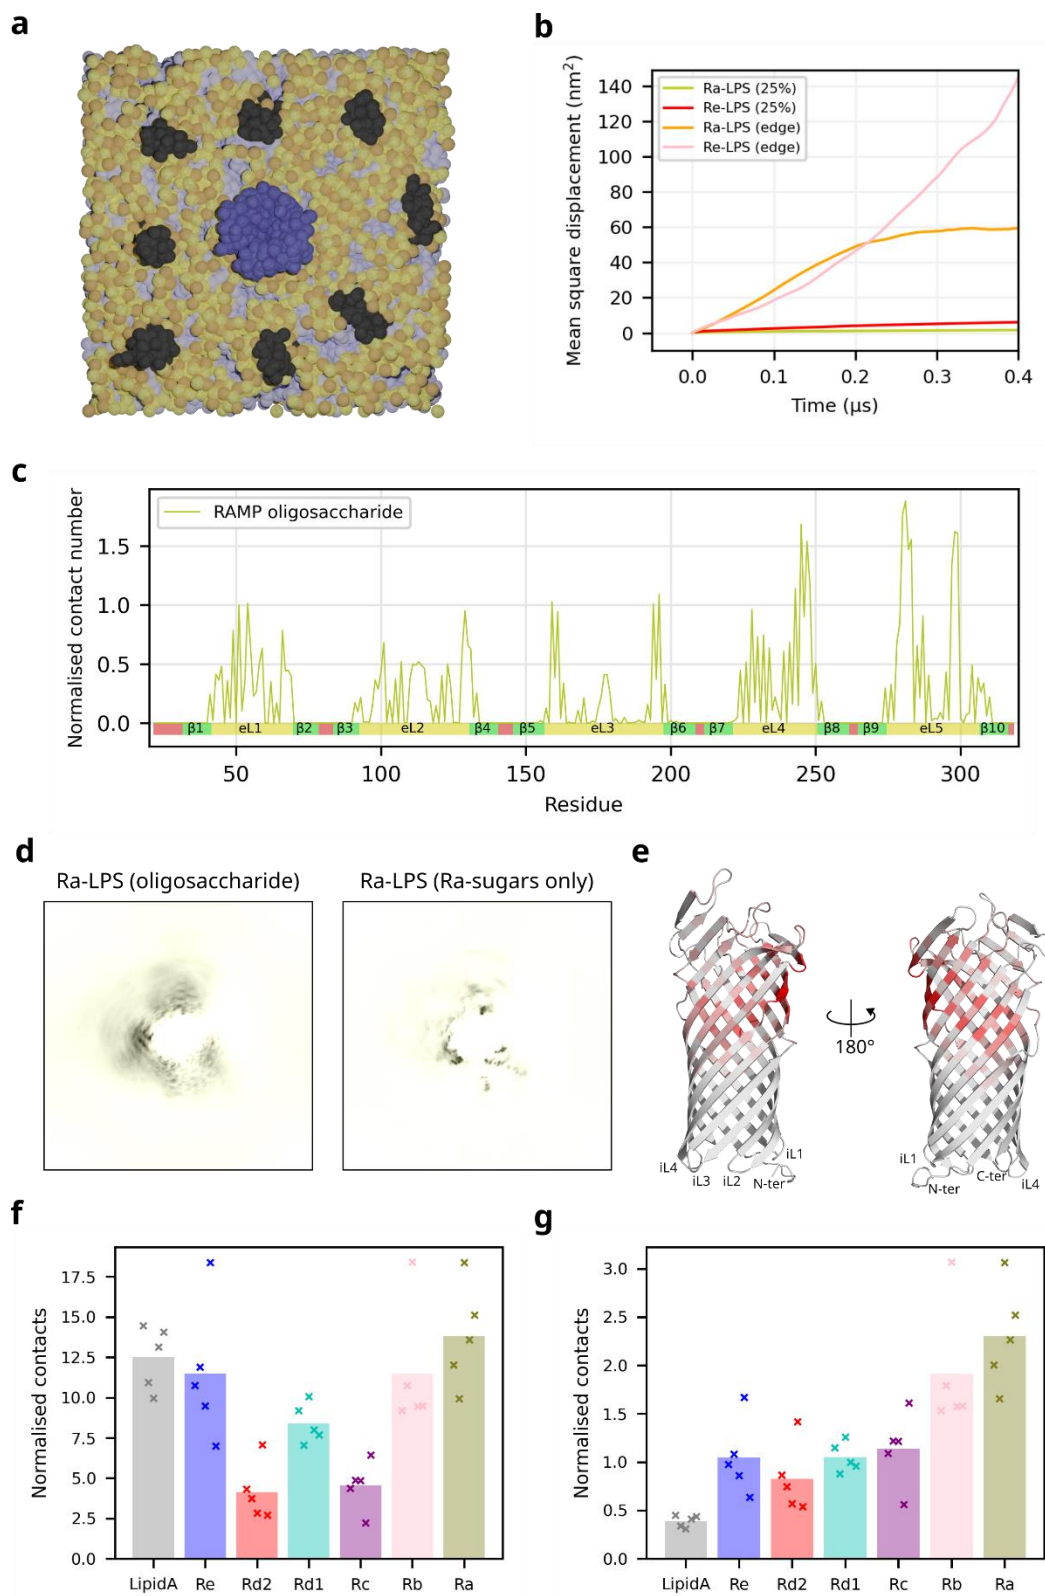 a
b
Mean square displacement (nm²)
140
120
100
80
60
40
20
0
Ra-LPS (25%)
Re-LPS (25%)
Ra-LPS (edge)
Re-LPS (edge)
0.0 0.1 0.2 0.3 0.4
Time (μs)
c
Normalised contact number
1.5
1.0
0.5
0.0
RAMP oligosaccharide
β1 eL1 β2 β3 eL2 β4 β5 eL3 β6 β7 eL4 β8 β9 eL5 β10
50 100 150 200 250 300
Residue
d
Ra-LPS (oligosaccharide)
Ra-LPS (Ra-sugars only)
e
180°
iL4
iL3
iL2
N-ter
iL1
iL1
N-ter
C-ter
iL4
f
Normalised contacts
17.5
15.0
12.5
10.0
7.5
5.0
2.5
0.0
LipidA Re Rd2 Rd1 Rc Rb Ra
g
Normalised contacts
3.0
2.5
2.0
1.5
1.0
0.5
0.0
LipidA Re Rd2 Rd1 Rc Rb Ra